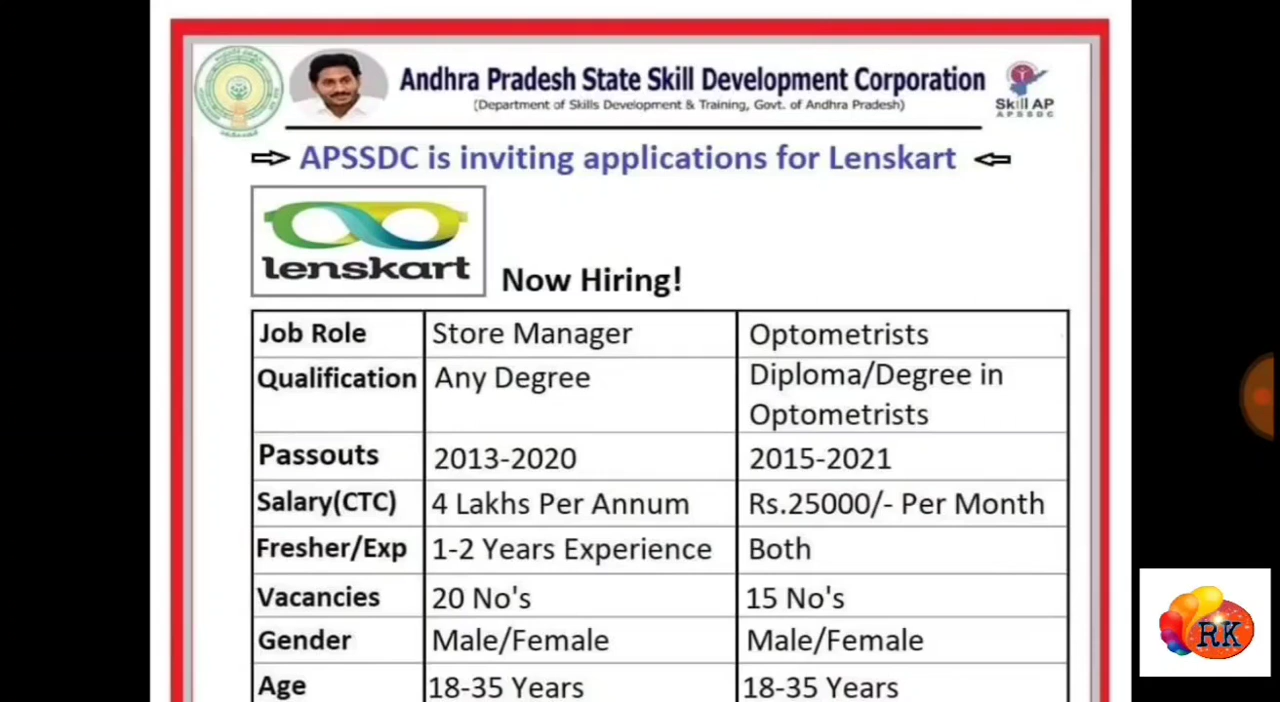 Andhra Pradesh State Skill Development Corporation
(Department of Skills Development & Training, Govt. of Andhra Pradesh)
Skill AP
APSSDC
APSSDC is inviting applications for Lenskart
lenskart
Now Hiring!
Job Role Store Manager Optometrists
Qualification Any Degree Diploma/Degree in
Optometrists
Passouts 2013-2020 2015-2021
Salary(CTC) 4 Lakhs Per Annum Rs.25000/- Per Month
Fresher/Exp 1-2 Years Experience Both
Vacancies 20 No's 15 No's
Gender Male/Female Male/Female
Age 18-35 Years 18-35 Years
RK